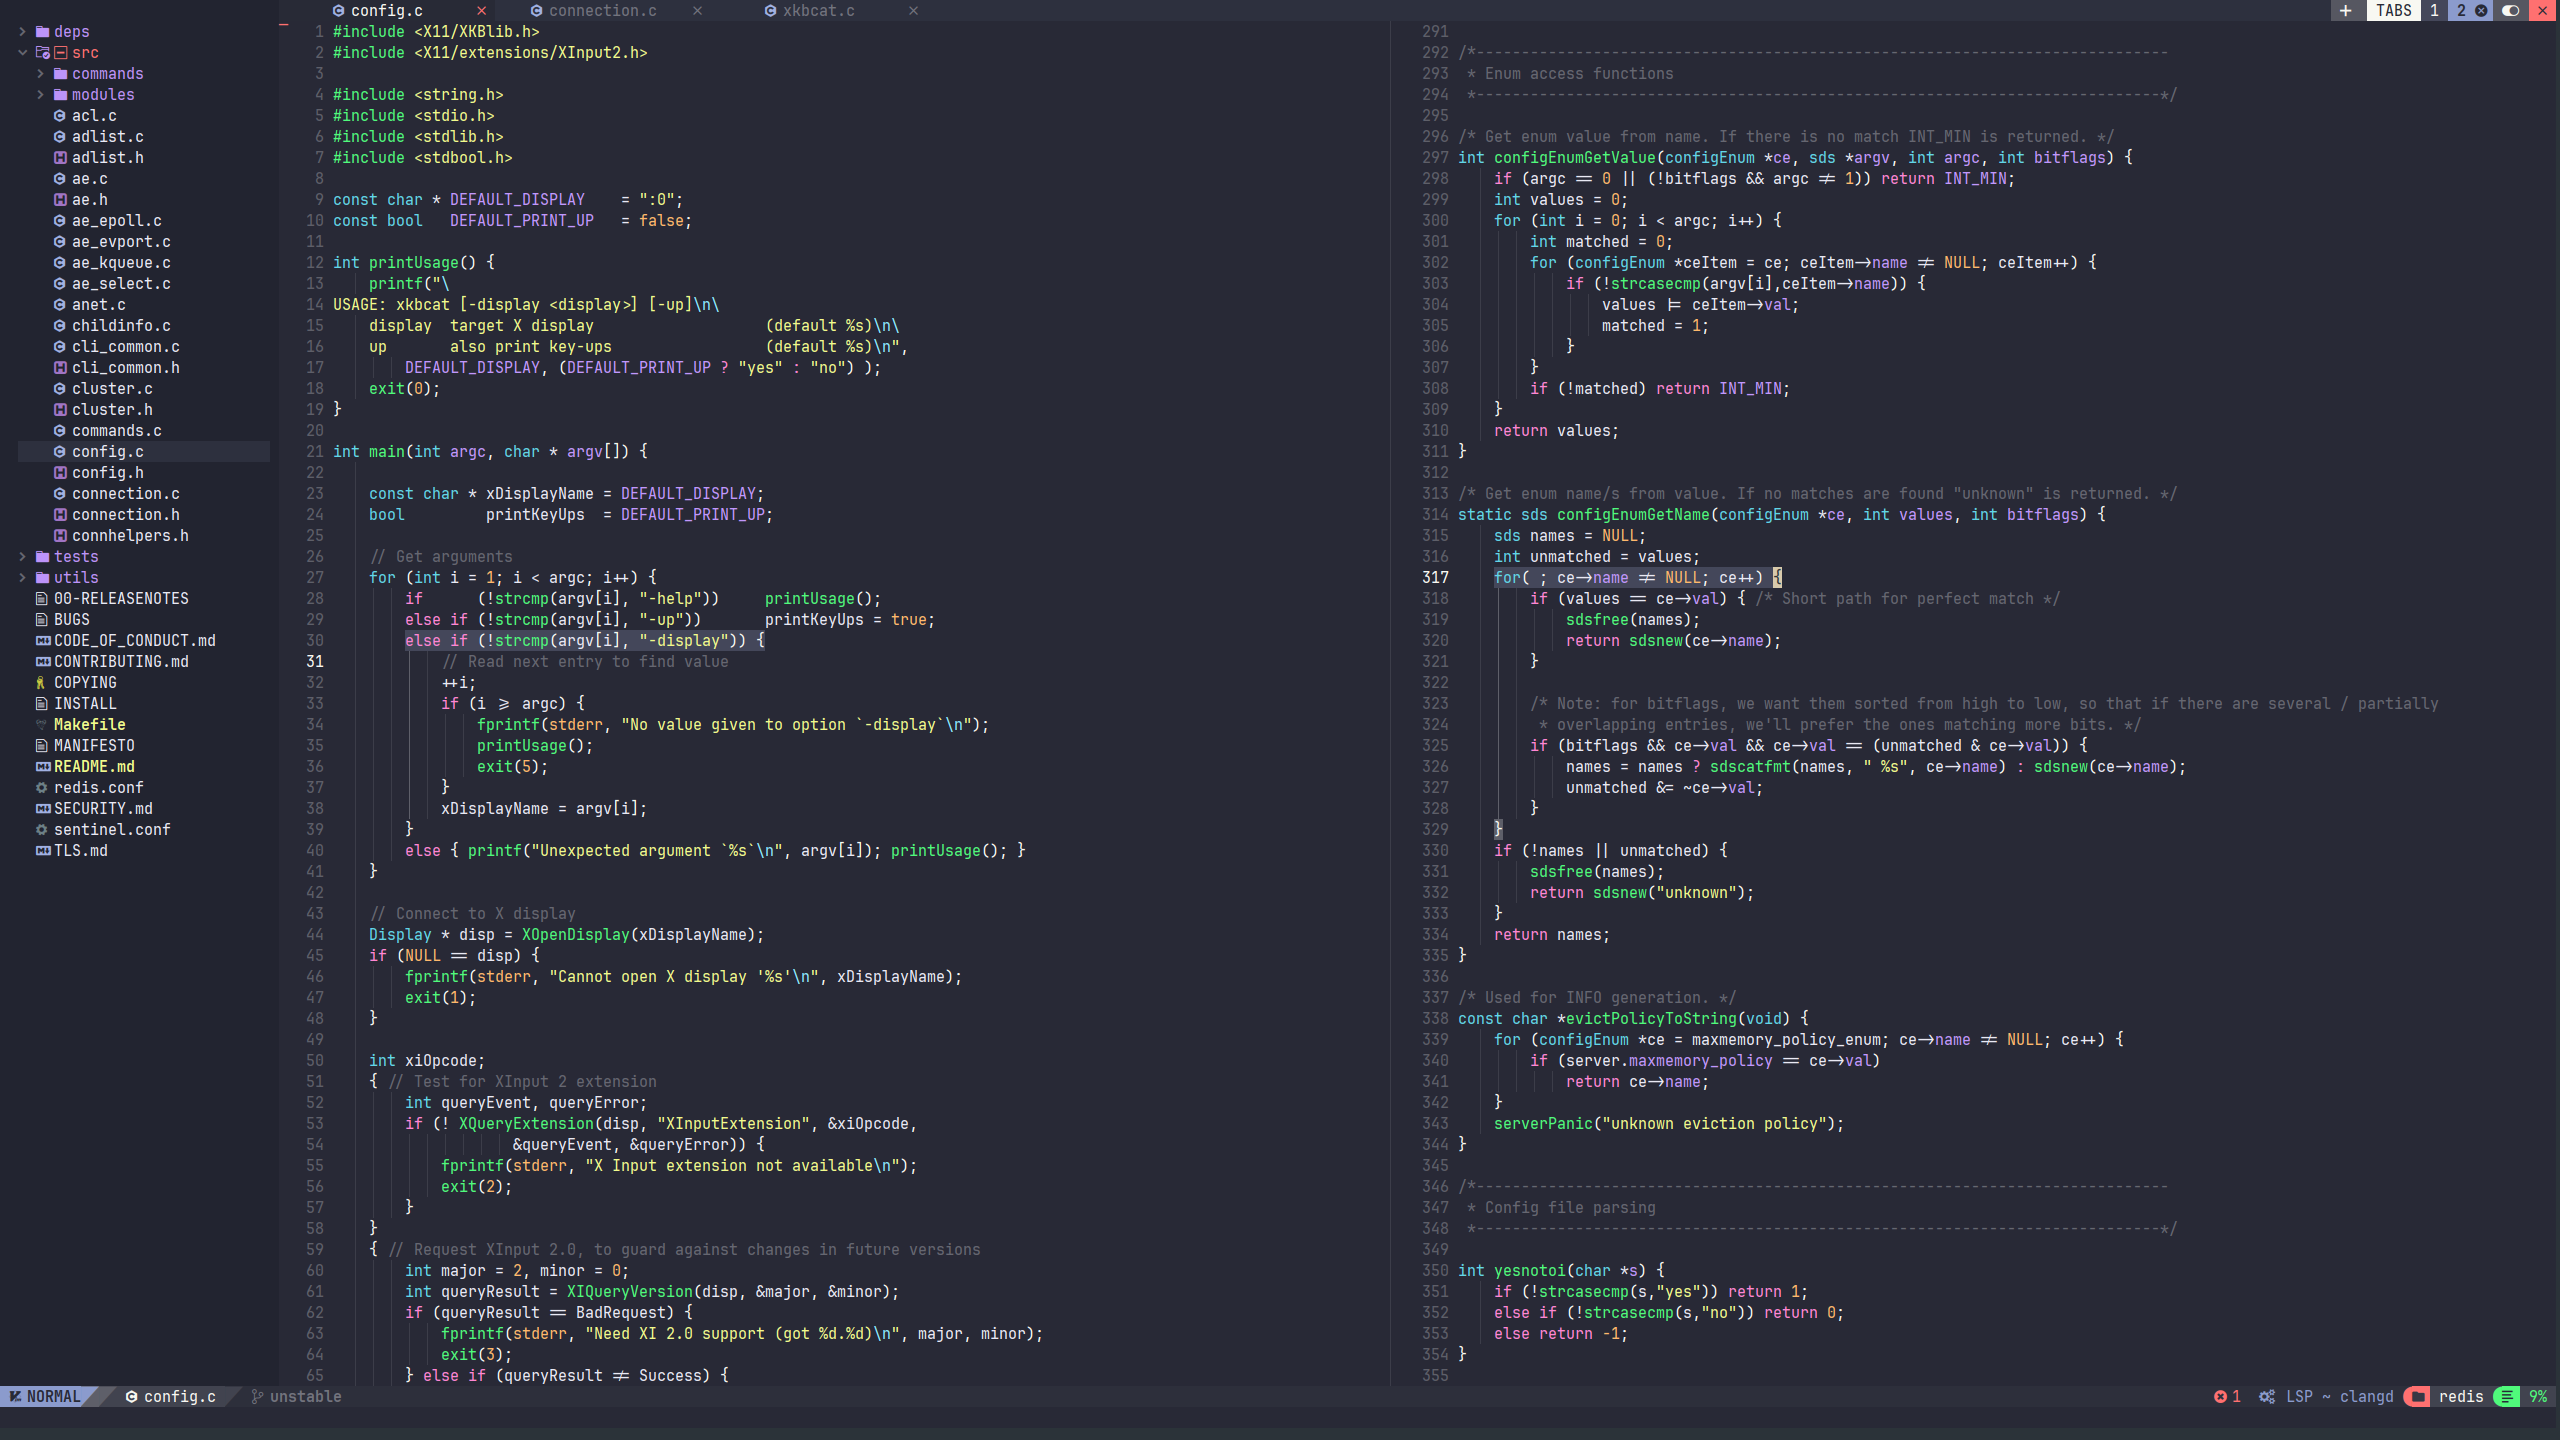 config.c × connection.c × xkbcat.c × + TABS 1 2
deps
src
commands
modules
acl.c
adlist.c
adlist.h
ae.c
ae.h
ae_epoll.c
ae_evport.c
ae_kqueue.c
ae_select.c
anet.c
childinfo.c
cli_common.c
cli_common.h
cluster.c
cluster.h
commands.c
config.c
config.h
connection.c
connection.h
connhelpers.h
tests
utils
00-RELEASENOTES
BUGS
CODE_OF_CONDUCT.md
CONTRIBUTING.md
COPYING
INSTALL
Makefile
MANIFESTO
README.md
redis.conf
SECURITY.md
sentinel.conf
TLS.md
1 #include <X11/XKBlib.h>
2 #include <X11/extensions/XInput2.h>
3
4 #include <string.h>
5 #include <stdio.h>
6 #include <stdlib.h>
7 #include <stdbool.h>
8
9 const char * DEFAULT_DISPLAY    = ":0";
10 const bool   DEFAULT_PRINT_UP   = false;
11
12 int printUsage() {
13     printf("\
14 USAGE: xkbcat [-display <display>] [-up]\n\
15     display  target X display                   (default %s)\n\
16     up       also print key-ups                 (default %s)\n",
17         DEFAULT_DISPLAY, (DEFAULT_PRINT_UP ? "yes" : "no") );
18     exit(0);
19 }
20
21 int main(int argc, char * argv[]) {
22
23     const char * xDisplayName = DEFAULT_DISPLAY;
24     bool         printKeyUps  = DEFAULT_PRINT_UP;
25
26     // Get arguments
27     for (int i = 1; i < argc; i++) {
28         if      (!strcmp(argv[i], "-help"))     printUsage();
29         else if (!strcmp(argv[i], "-up"))       printKeyUps = true;
30         else if (!strcmp(argv[i], "-display")) {
31             // Read next entry to find value
32             ++i;
33             if (i >= argc) {
34                 fprintf(stderr, "No value given to option `-display`\n");
35                 printUsage();
36                 exit(5);
37             }
38             xDisplayName = argv[i];
39         }
40         else { printf("Unexpected argument `%s`\n", argv[i]); printUsage(); }
41     }
42
43     // Connect to X display
44     Display * disp = XOpenDisplay(xDisplayName);
45     if (NULL == disp) {
46         fprintf(stderr, "Cannot open X display '%s'\n", xDisplayName);
47         exit(1);
48     }
49
50     int xiOpcode;
51     { // Test for XInput 2 extension
52         int queryEvent, queryError;
53         if (! XQueryExtension(disp, "XInputExtension", &xiOpcode,
54                     &queryEvent, &queryError)) {
55             fprintf(stderr, "X Input extension not available\n");
56             exit(2);
57         }
58     }
59     { // Request XInput 2.0, to guard against changes in future versions
60         int major = 2, minor = 0;
61         int queryResult = XIQueryVersion(disp, &major, &minor);
62         if (queryResult == BadRequest) {
63             fprintf(stderr, "Need XI 2.0 support (got %d.%d)\n", major, minor);
64             exit(3);
65         } else if (queryResult != Success) {
291
292 /*-----------------------------------------------------------------------------
293  * Enum access functions
294  *----------------------------------------------------------------------------*/
295
296 /* Get enum value from name. If there is no match INT_MIN is returned. */
297 int configEnumGetValue(configEnum *ce, sds *argv, int argc, int bitflags) {
298     if (argc == 0 || (!bitflags && argc != 1)) return INT_MIN;
299     int values = 0;
300     for (int i = 0; i < argc; i++) {
301         int matched = 0;
302         for (configEnum *ceItem = ce; ceItem->name != NULL; ceItem++) {
303             if (!strcasecmp(argv[i],ceItem->name)) {
304                 values |= ceItem->val;
305                 matched = 1;
306             }
307         }
308         if (!matched) return INT_MIN;
309     }
310     return values;
311 }
312
313 /* Get enum name/s from value. If no matches are found "unknown" is returned. */
314 static sds configEnumGetName(configEnum *ce, int values, int bitflags) {
315     sds names = NULL;
316     int unmatched = values;
317     for( ; ce->name != NULL; ce++) {
318         if (values == ce->val) { /* Short path for perfect match */
319             sdsfree(names);
320             return sdsnew(ce->name);
321         }
322
323         /* Note: for bitflags, we want them sorted from high to low, so that if there are several / partially
324          * overlapping entries, we'll prefer the ones matching more bits. */
325         if (bitflags && ce->val && ce->val == (unmatched & ce->val)) {
326             names = names ? sdscatfmt(names, " %s", ce->name) : sdsnew(ce->name);
327             unmatched &= ~ce->val;
328         }
329     }
330     if (!names || unmatched) {
331         sdsfree(names);
332         return sdsnew("unknown");
333     }
334     return names;
335 }
336
337 /* Used for INFO generation. */
338 const char *evictPolicyToString(void) {
339     for (configEnum *ce = maxmemory_policy_enum; ce->name != NULL; ce++) {
340         if (server.maxmemory_policy == ce->val)
341             return ce->name;
342     }
343     serverPanic("unknown eviction policy");
344 }
345
346 /*-----------------------------------------------------------------------------
347  * Config file parsing
348  *----------------------------------------------------------------------------*/
349
350 int yesnotoi(char *s) {
351     if (!strcasecmp(s,"yes")) return 1;
352     else if (!strcasecmp(s,"no")) return 0;
353     else return -1;
354 }
355
NORMAL config.c unstable 1 LSP ~ clangd redis 9%